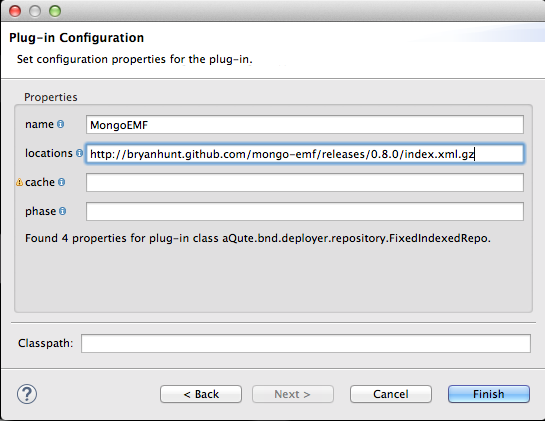 Plug-in Configuration
Set configuration properties for the plug-in.
Properties
name MongoEMF
locations http://bryanhunt.github.com/mongo-emf/releases/0.8.0/index.xml.gz
cache
phase
Found 4 properties for plug-in class aQute.bnd.deployer.repository.FixedIndexedRepo.
Classpath:
? < Back Next > Cancel Finish